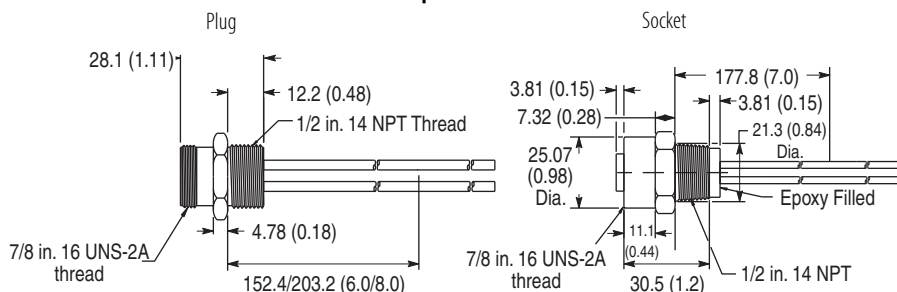 Plug
28.1 (1.11)
12.2 (0.48)
1/2 in. 14 NPT Thread
4.78 (0.18)
7/8 in. 16 UNS-2A
thread
152.4/203.2 (6.0/8.0)
Socket
177.8 (7.0)
3.81 (0.15)
3.81 (0.15)
7.32 (0.28)
21.3 (0.84)
Dia.
25.07
(0.98)
Dia.
Epoxy Filled
11.1
(0.44)
7/8 in. 16 UNS-2A
thread
30.5 (1.2)
1/2 in. 14 NPT